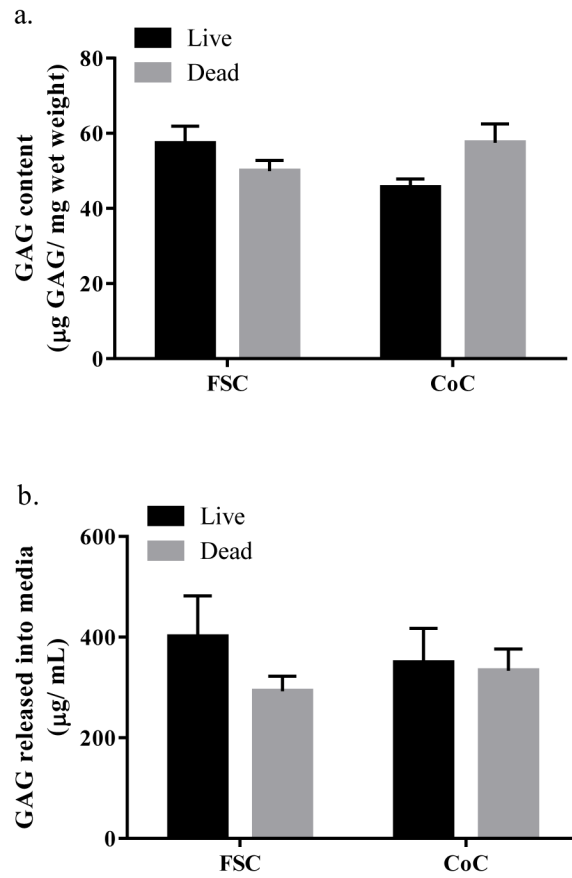 a.
Live
Dead
80
60
40
20
0
GAG content
(µg GAG/ mg wet weight)
FSC CoC
b.
Live
Dead
600
400
200
0
GAG released into media
(µg/ mL)
FSC CoC